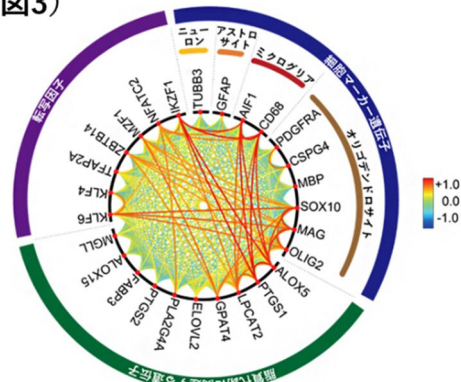 図3)
細胞マーカー遺伝子
転写因子
ニュー
ロン
アストロ
サイト
ミクログリア
オリゴデンドロサイト
TUBB3
GFAP
AIF1
CD68
PDGFRA
CSPG4
MBP
SOX10
MAG
OLIG2
ALOX5
PTGS1
LPCAT2
GPAT4
ELOVL2
PLA2G4A
PTGS2
FABP3
ALOX15
MGLL
KLF6
KLF4
TFAP2A
ZBTB14
MZF1
NFATC2
IKZF1
+1.0
0.0
-1.0